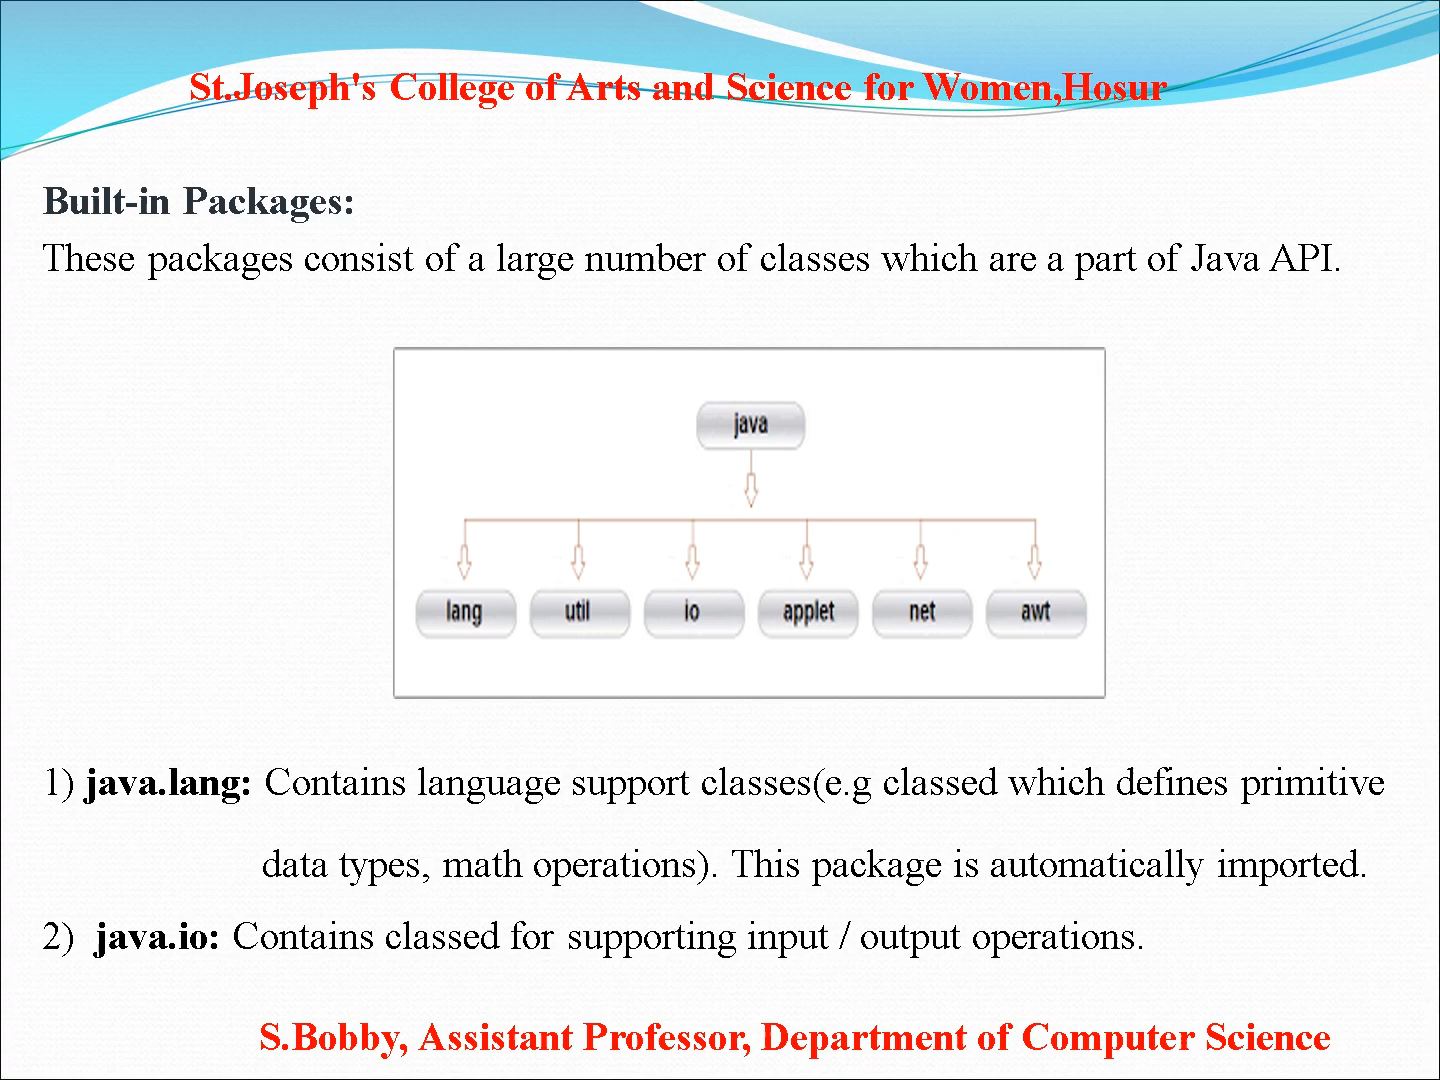 St.Joseph's College of Arts and Science for Women,Hosur
Built-in Packages:
These packages consist of a large number of classes which are a part of Java API.
java
lang util io applet net awt
1) java.lang: Contains language support classes(e.g classed which defines primitive
data types, math operations). This package is automatically imported.
2) java.io: Contains classed for supporting input / output operations.
S.Bobby, Assistant Professor, Department of Computer Science